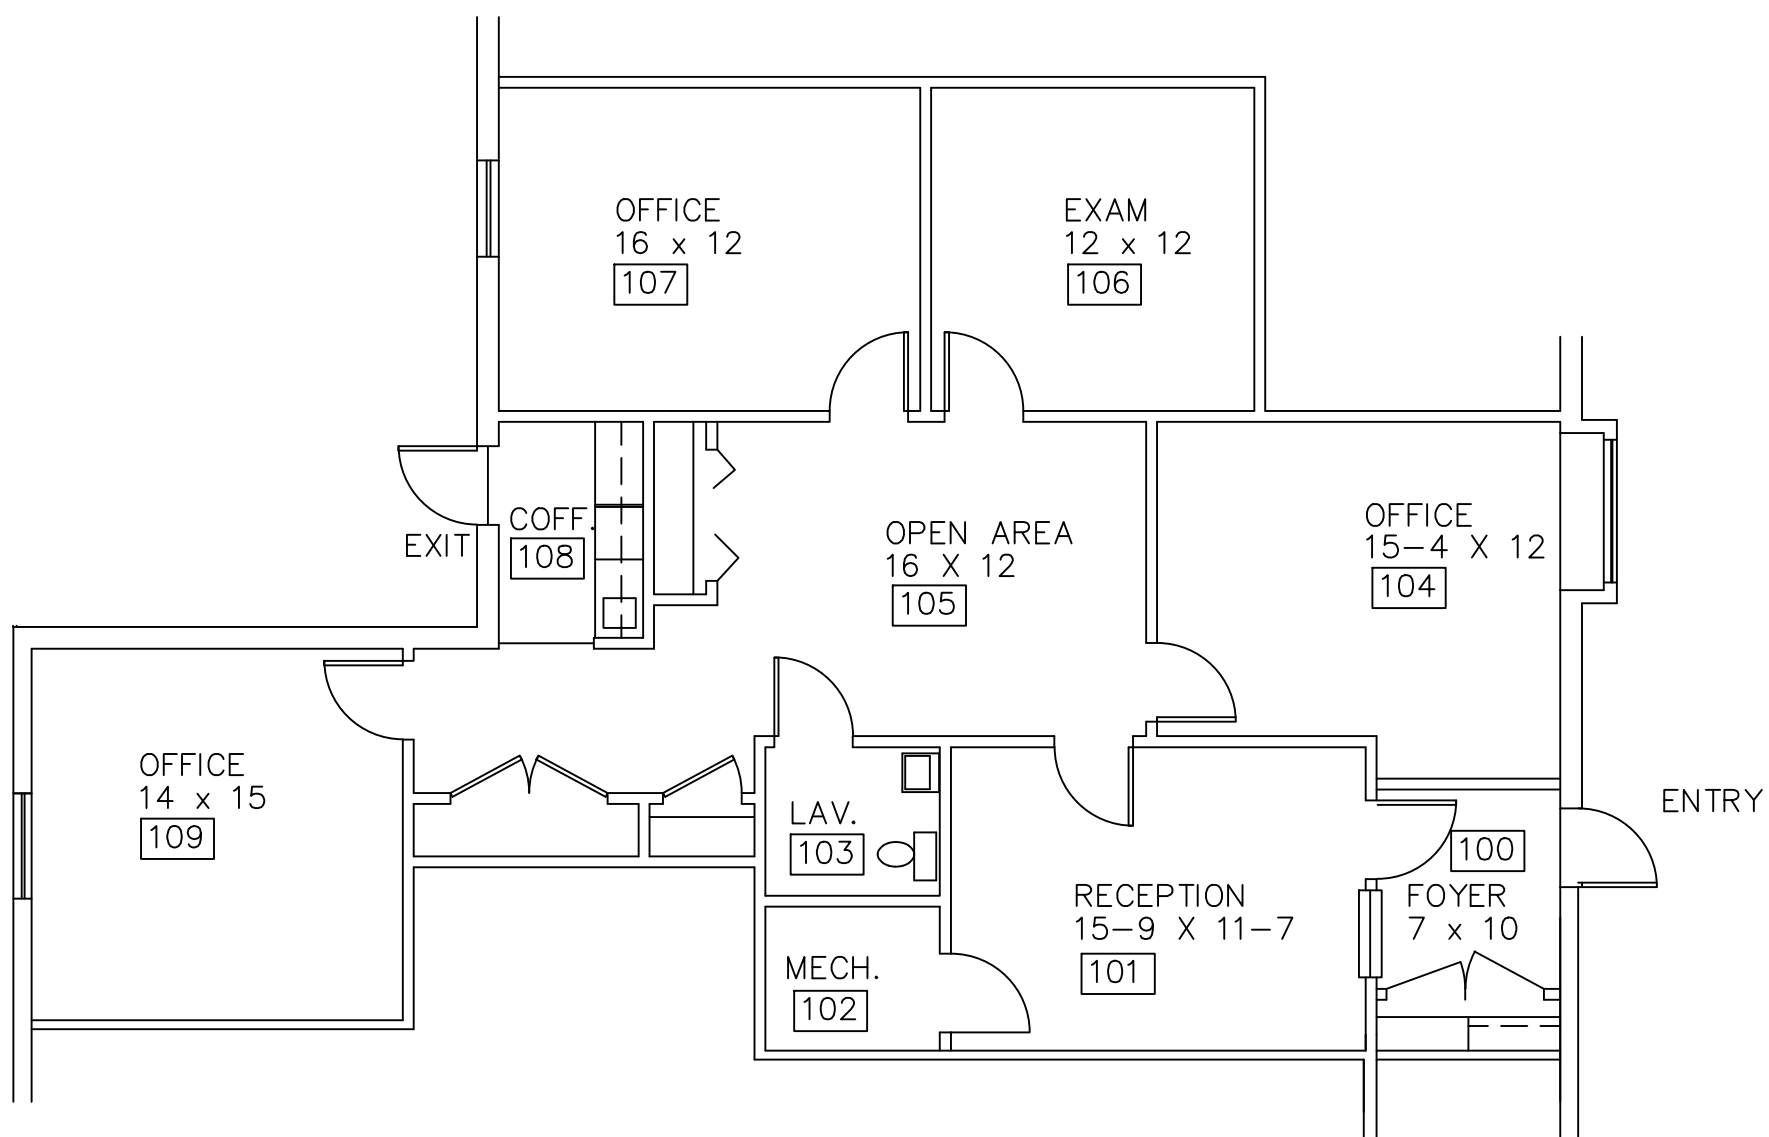 OFFICE
16 x 12
107
EXAM
12 x 12
106
EXIT
COFF.
108
OPEN AREA
16 X 12
105
OFFICE
15-4 X 12
104
OFFICE
14 x 15
109
LAV.
103
ENTRY
100
FOYER
7 x 10
RECEPTION
15-9 X 11-7
101
MECH.
102